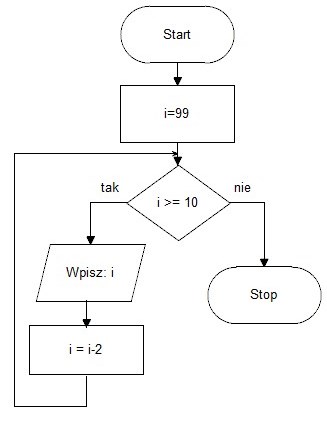 Start
i=99
i >= 10
tak
nie
Wpisz: i
Stop
i = i-2